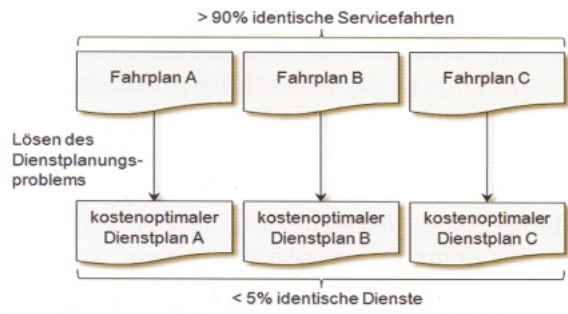 > 90% identische Servicefahrten
Fahrplan A
Fahrplan B
Fahrplan C
Lösen des
Dienstplanungs-
problems
kostenoptimaler
Dienstplan A
kostenoptimaler
Dienstplan B
kostenoptimaler
Dienstplan C
< 5% identische Dienste